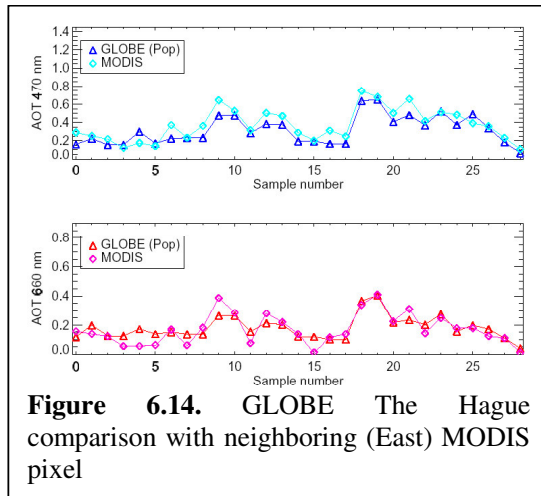 1.4
1.2
1.0
0.8
0.6
0.4
0.2
0.0
AOT 470 nm
GLOBE (Pop)
MODIS
0 5 10 15 20 25
Sample number
0.8
0.6
0.4
0.2
0.0
AOT 660 nm
GLOBE (Pop)
MODIS
0 5 10 15 20 25
Sample number
Figure 6.14. GLOBE The Hague
comparison with neighboring (East) MODIS
pixel